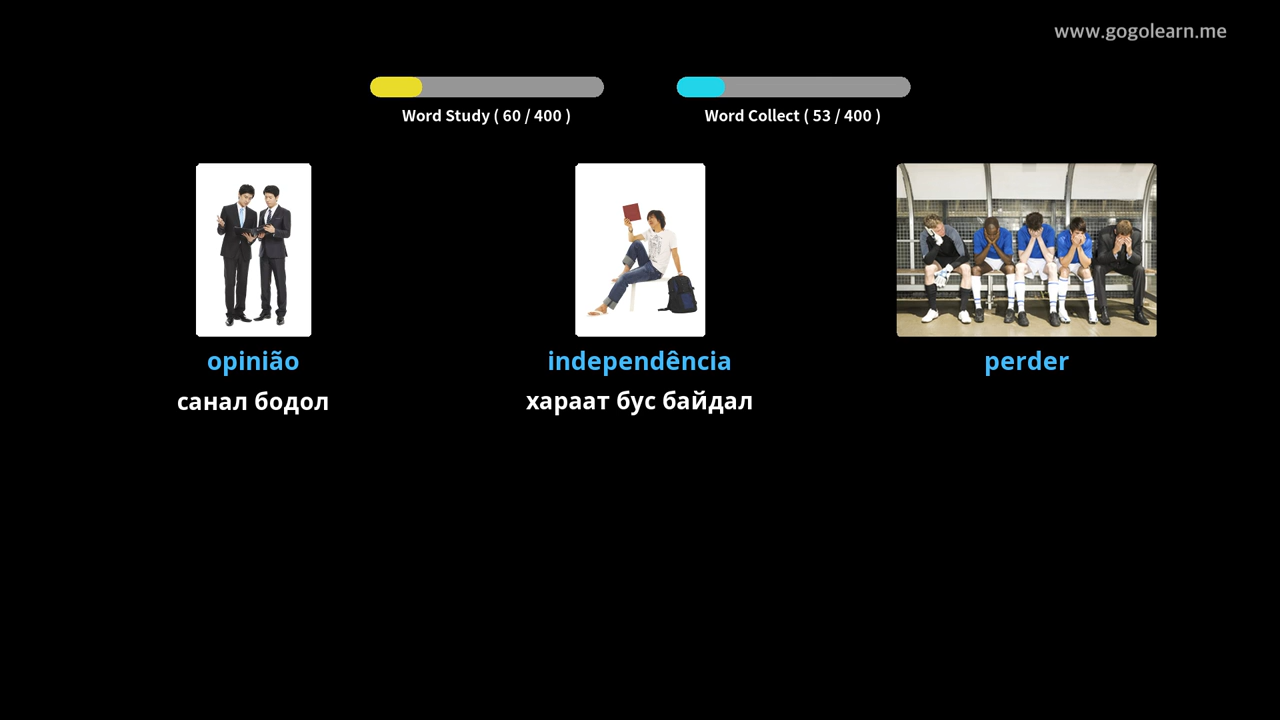 www.gogolearn.me
Word Study ( 60 / 400 )
Word Collect ( 53 / 400 )
opinião
independência
perder
санал бодол
хараат бус байдал